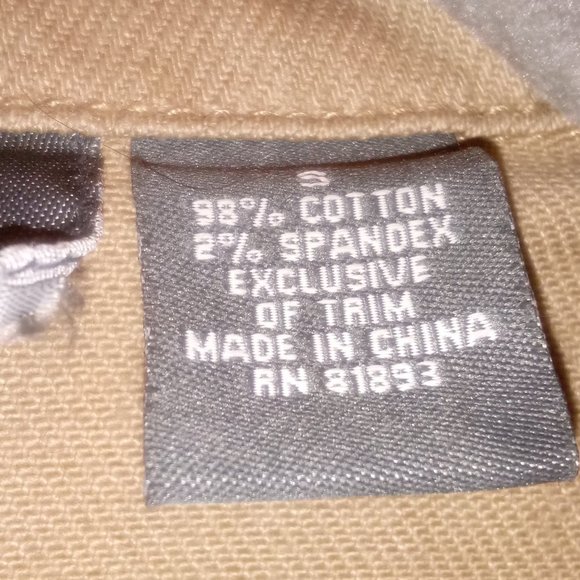 S
98% COTTON
2% SPANDEX
EXCLUSIVE
OF TRIM
MADE IN CHINA
RN 81893